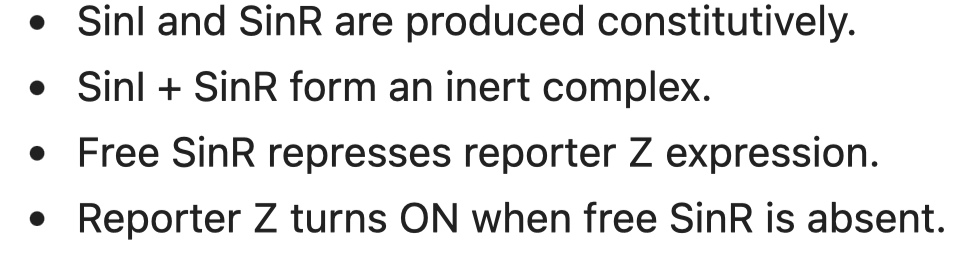 • SinI and SinR are produced constitutively.
• SinI + SinR form an inert complex.
• Free SinR represses reporter Z expression.
• Reporter Z turns ON when free SinR is absent.